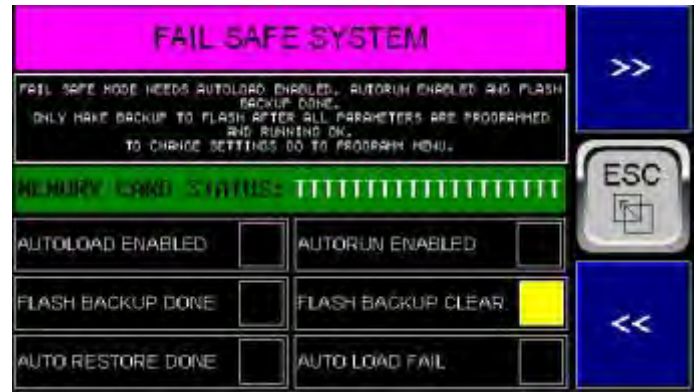 FAIL SAFE SYSTEM
FAIL SAFE MODE NEEDS AUTOLOAD ENABLED, AUTORUN ENABLED AND FLASH
BACKUP DONE.
ONLY MAKE BACKUP TO FLASH AFTER ALL PARAMETERS ARE PROGRAMMED
AND RUNNING OK.
TO CHANGE SETTINGS GO TO PROGRAMM MENU.
MEMORY CARD STATUS:
AUTOLOAD ENABLED
AUTORUN ENABLED
FLASH BACKUP DONE
FLASH BACKUP CLEAR
AUTO RESTORE DONE
AUTO LOAD FAIL
>>
ESC
<<